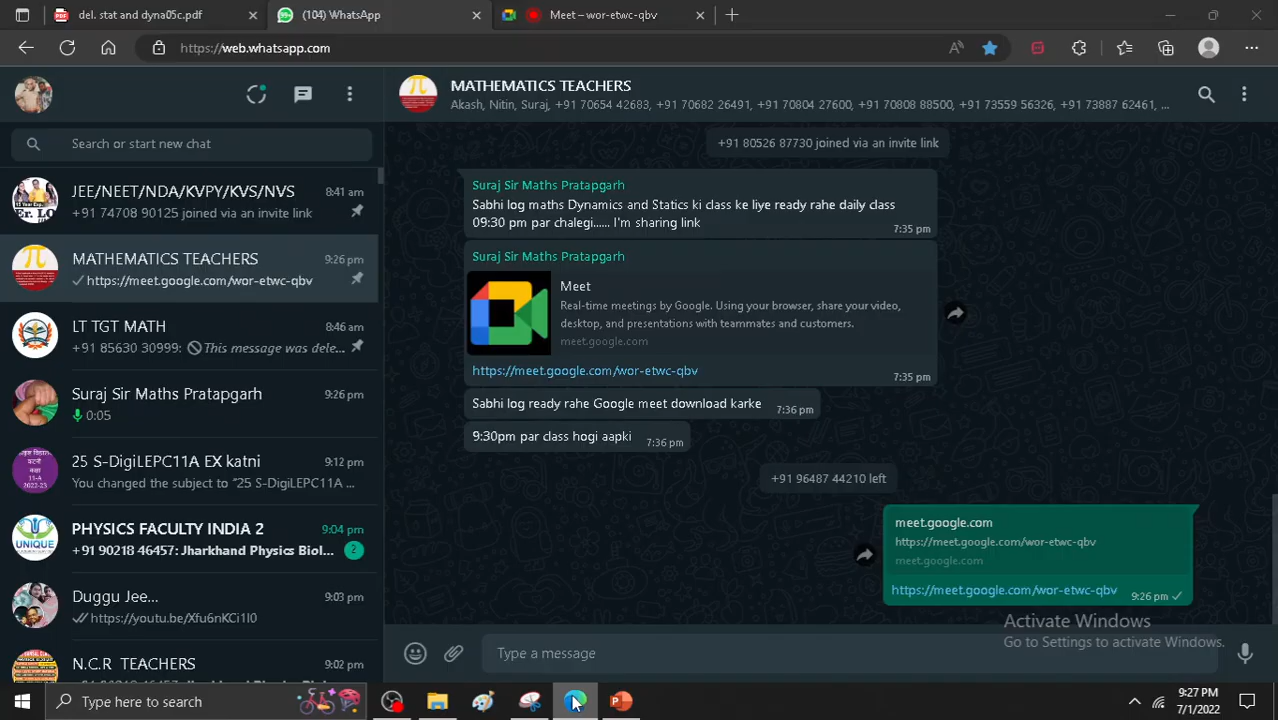 del. stat and dyna05c.pdf
(104) WhatsApp
Meet – wor-etwc-qbv
https://web.whatsapp.com
MATHEMATICS TEACHERS
Akash, Nitin, Suraj, +91 70654 42683, +91 70682 26491, +91 70804 27600, +91 70808 88500, +91 73559 56326, +91 73887 62461, ...
Search or start new chat
JEE/NEET/NDA/KVPY/KVS/NVS 8:41 am
+91 74708 90125 joined via an invite link
MATHEMATICS TEACHERS 9:26 pm
https://meet.google.com/wor-etwc-qbv
LT TGT MATH 8:46 am
+91 85630 30999: This message was dele...
Suraj Sir Maths Pratapgarh 9:26 pm
0:05
25 S-DigiLEPC11A EX katni 9:12 pm
You changed the subject to "25 S-DigiLEPC11A ...
PHYSICS FACULTY INDIA 2 9:04 pm
+91 90218 46457: Jharkhand Physics Biol... 2
Duggu Jee... 9:03 pm
https://youtu.be/Xfu6nKCi1I0
N.C.R TEACHERS 9:02 pm
+91 80526 87730 joined via an invite link
Suraj Sir Maths Pratapgarh
Sabhi log maths Dynamics and Statics ki class ke liye ready rahe daily class
09:30 pm par chalegi...... I'm sharing link
7:35 pm
Suraj Sir Maths Pratapgarh
Meet
Real-time meetings by Google. Using your browser, share your video,
desktop, and presentations with teammates and customers.
meet.google.com
https://meet.google.com/wor-etwc-qbv
7:35 pm
Sabhi log ready rahe Google meet download karke 7:36 pm
9:30pm par class hogi aapki 7:36 pm
+91 96487 44210 left
meet.google.com
https://meet.google.com/wor-etwc-qbv
meet.google.com
https://meet.google.com/wor-etwc-qbv 9:26 pm
Activate Windows
Go to Settings to activate Windows.
Type a message
Type here to search
9:27 PM
7/1/2022